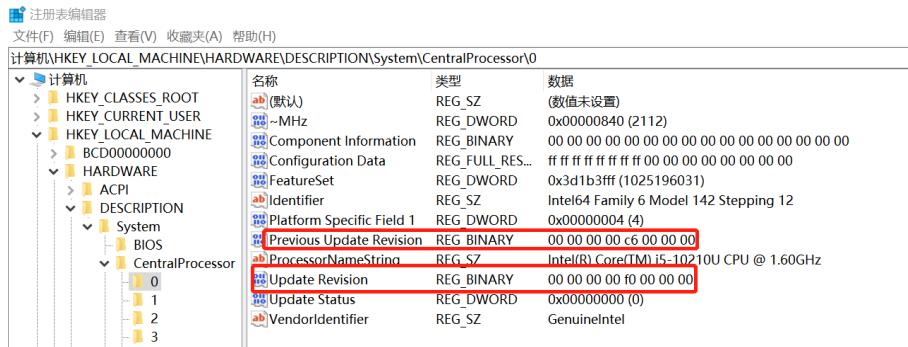 注册表编辑器
文件(F) 编辑(E) 查看(V) 收藏夹(A) 帮助(H)
计算机\HKEY_LOCAL_MACHINE\HARDWARE\DESCRIPTION\System\CentralProcessor\0
计算机
HKEY_CLASSES_ROOT
HKEY_CURRENT_USER
HKEY_LOCAL_MACHINE
BCD00000000
HARDWARE
ACPI
DESCRIPTION
System
BIOS
CentralProcessor
0
1
2
3
名称 类型 数据
(默认) REG_SZ (数值未设置)
~MHz REG_DWORD 0x00000840 (2112)
Component Information REG_BINARY 00 00 00 00 00 00 00 00 00 00 00 00 00 00 00 00
Configuration Data REG_FULL_RES... ff ff ff ff ff ff ff ff 00 00 00 00 00 00 00 00
FeatureSet REG_DWORD 0x3d1b3fff (1025196031)
Identifier REG_SZ Intel64 Family 6 Model 142 Stepping 12
Platform Specific Field 1 REG_DWORD 0x00000004 (4)
Previous Update Revision REG_BINARY 00 00 00 00 c6 00 00 00
ProcessorNameString REG_SZ Intel(R) Core(TM) i5-10210U CPU @ 1.60GHz
Update Revision REG_BINARY 00 00 00 00 f0 00 00 00
Update Status REG_DWORD 0x00000000 (0)
VendorIdentifier REG_SZ GenuineIntel